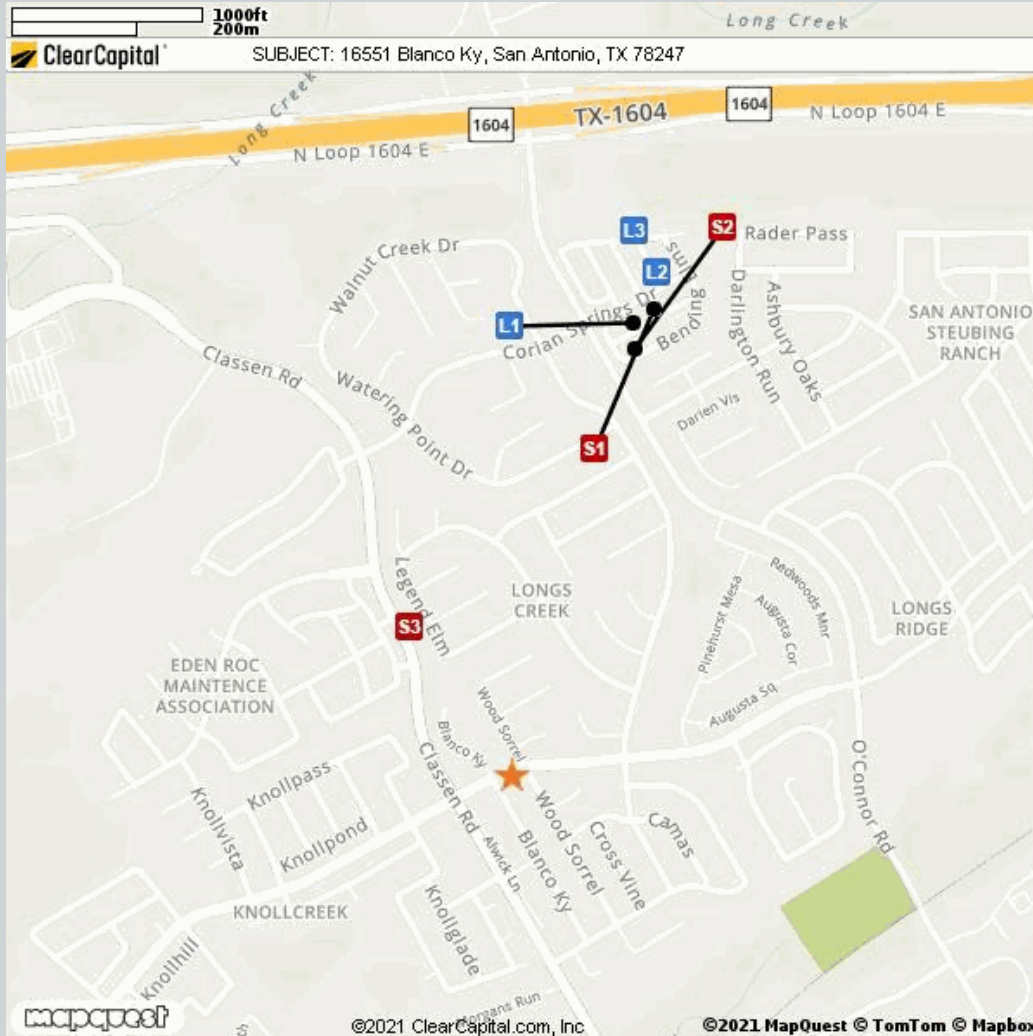 1000ft
200m
Long Creek
ClearCapital
SUBJECT: 16551 Blanco Ky, San Antonio, TX 78247
Long Creek
1604
TX-1604
1604
N Loop 1604 E
N Loop 1604 E
L3
S2
Rader Pass
Walnut Creek Dr
L2
L1
Corian Springs Dr
Bending Elms
Darlington Run
Ashbury Oaks
SAN ANTONIO
STEUBING
RANCH
Classen Rd
Watering Point Dr
Darien Vis
S1
Legend Elm
LONGS
CREEK
Pinehurst Mesa
Redwoods Mnr
Augusta Cor
LONGS
RIDGE
S3
EDEN ROC
MAINTENCE
ASSOCIATION
Wood Sorrel
Augusta Sq
Blanco Ky
Knollpass
Classen Rd
O'Connor Rd
Knollvista
Knollpond
Wood Sorrel
Cross Vine
Camas
Blanco Ky
Alwick Ln
KNOLLCREEK
Knollglade
Knollhill
Morgans Run
mapquest
©2021 ClearCapital.com, Inc
©2021 MapQuest © TomTom © Mapbox